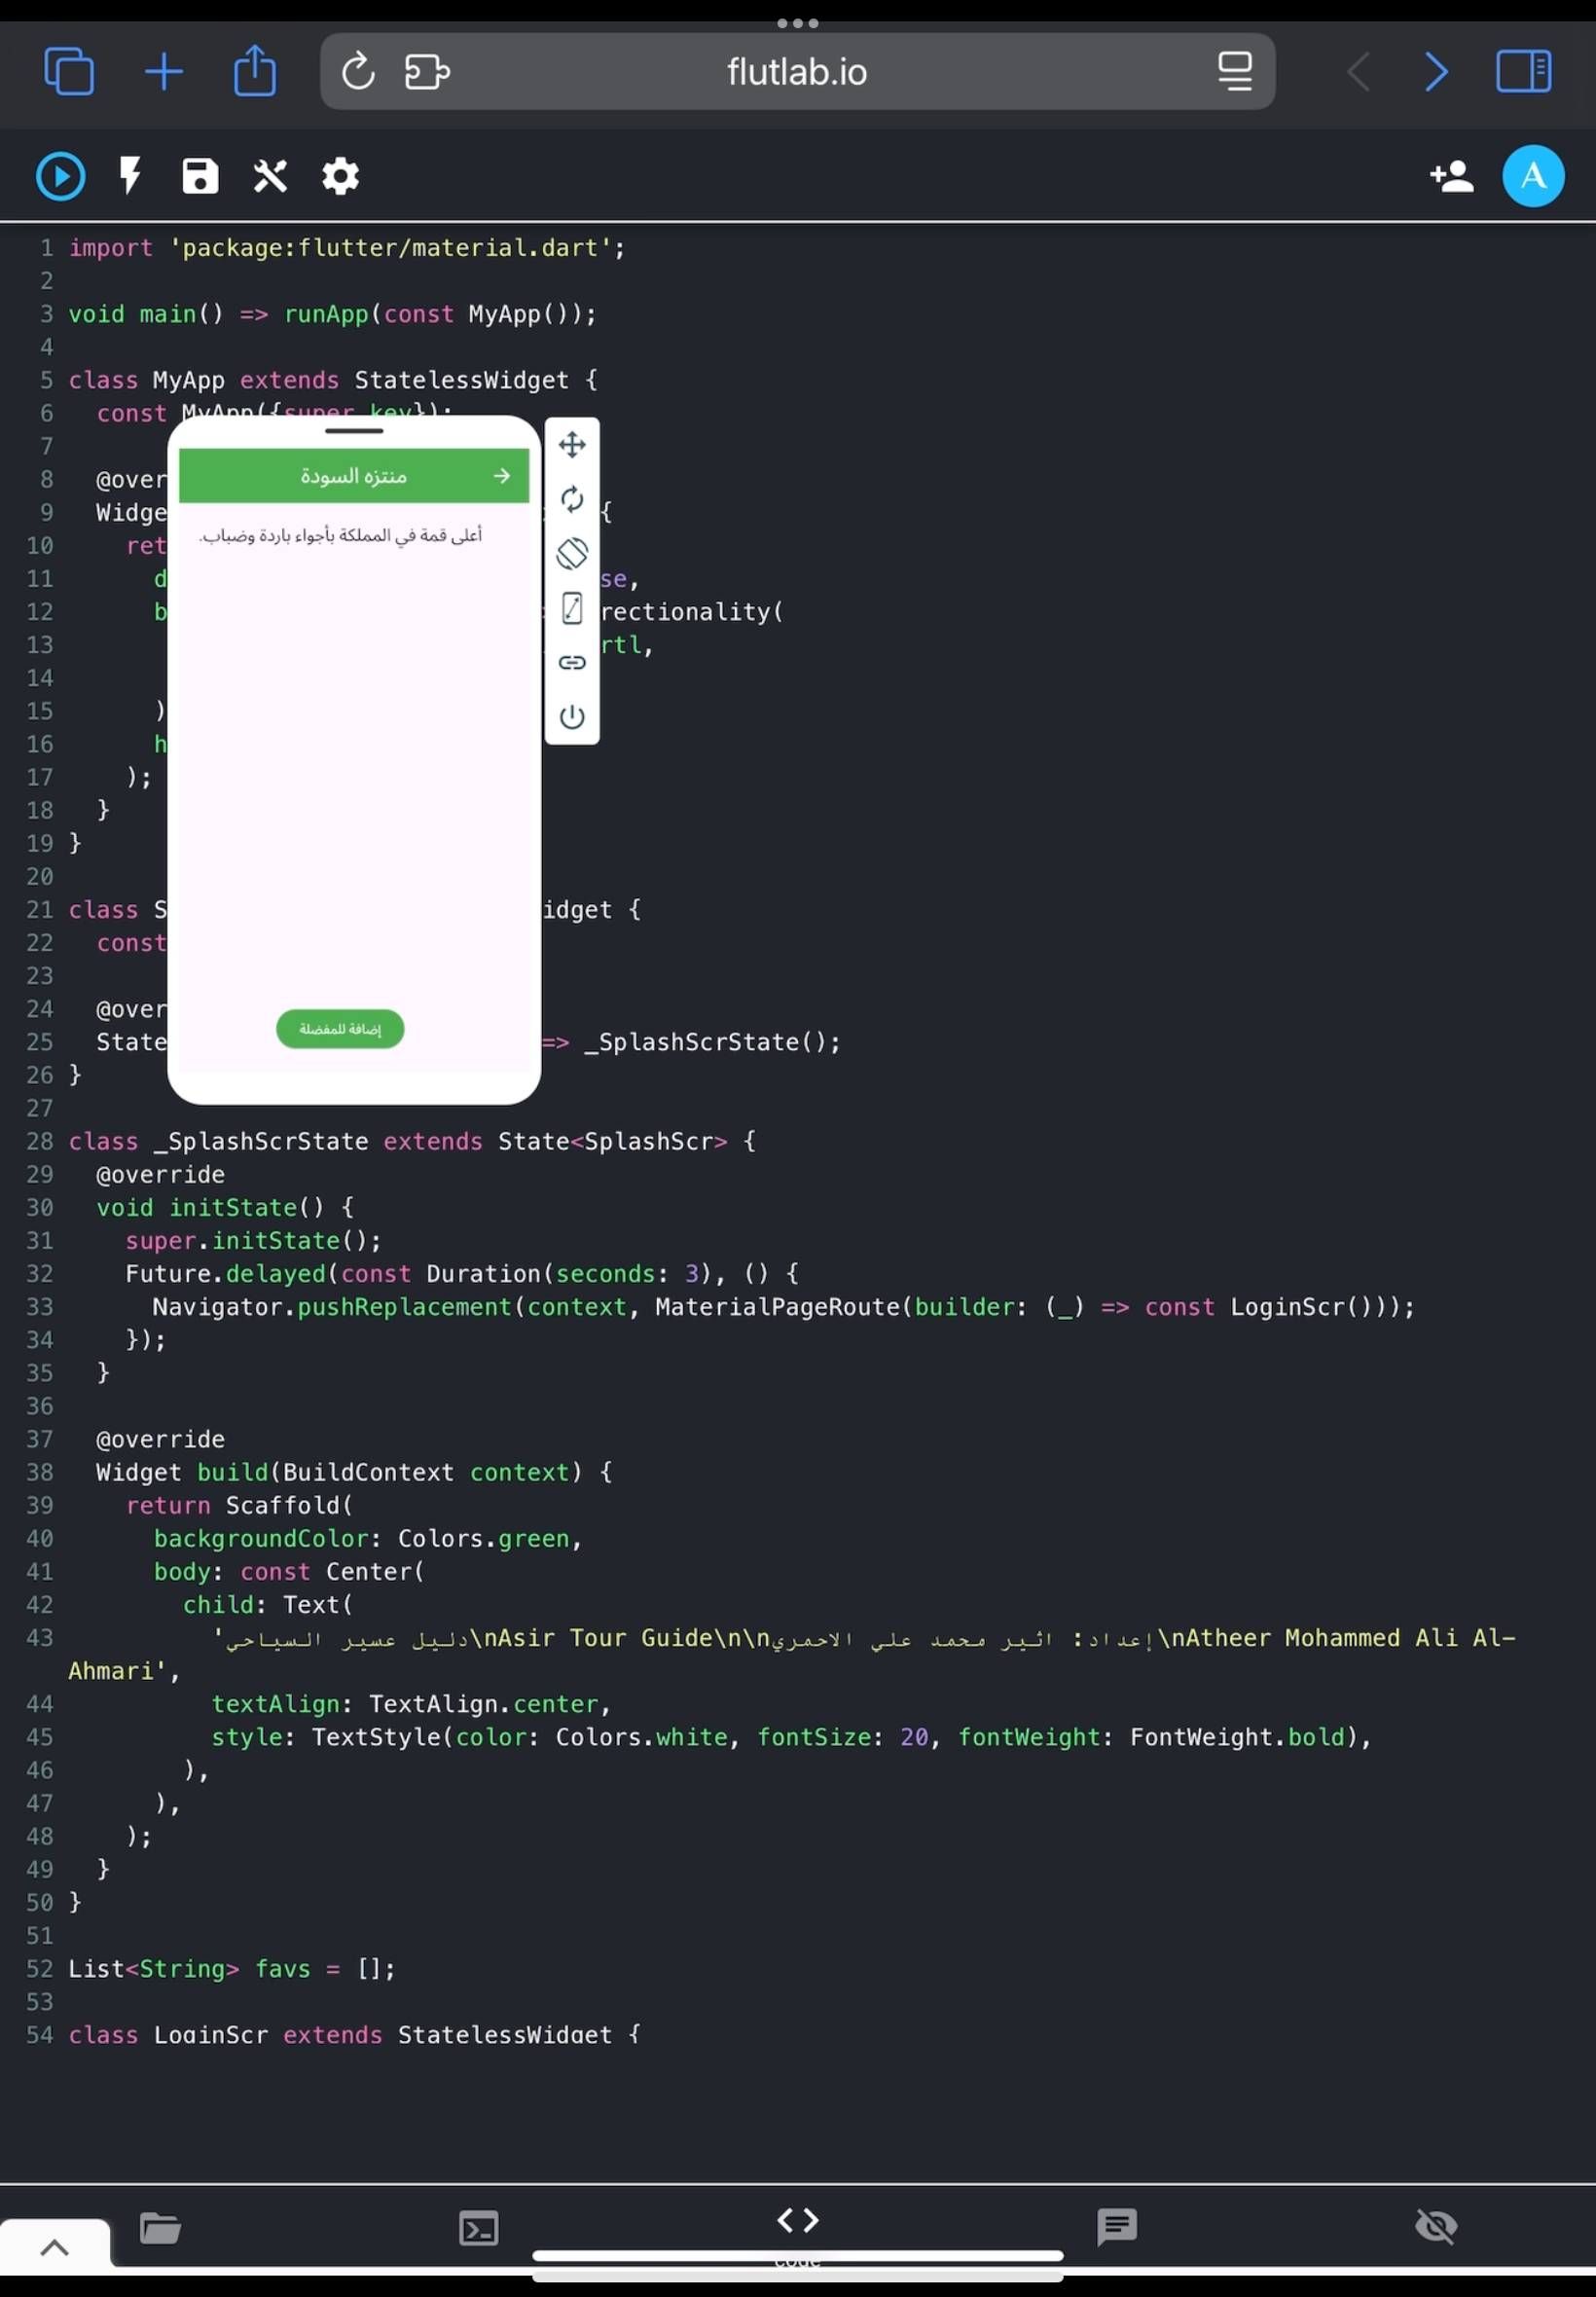 flutlab.io
A
1 import 'package:flutter/material.dart';
2
3 void main() => runApp(const MyApp());
4
5 class MyApp extends StatelessWidget {
6 const MyApp({super.key});
7
8 @over
9 Widge {
10 ret
11 d se,
12 b rectionality(
13 rtl,
14
15 )
16 h
17 );
18 }
19 }
20
21 class S idget {
22 const
23
24 @over
25 State => _SplashScrState();
26 }
27
28 class _SplashScrState extends State<SplashScr> {
29 @override
30 void initState() {
31 super.initState();
32 Future.delayed(const Duration(seconds: 3), () {
33 Navigator.pushReplacement(context, MaterialPageRoute(builder: (_) => const LoginScr()));
34 });
35 }
36
37 @override
38 Widget build(BuildContext context) {
39 return Scaffold(
40 backgroundColor: Colors.green,
41 body: const Center(
42 child: Text(
43 'دليل عسير السياحي\nAsir Tour Guide\n\nإعداد: اثير محمد علي الاحمري\nAtheer Mohammed Ali Al-
Ahmari',
44 textAlign: TextAlign.center,
45 style: TextStyle(color: Colors.white, fontSize: 20, fontWeight: FontWeight.bold),
46 ),
47 ),
48 );
49 }
50 }
51
52 List<String> favs = [];
53
54 class LoginScr extends StatelessWidget {
منتزه السودة
أعلى قمة في المملكة بأجواء باردة وضباب.
إضافة للمفضلة
code